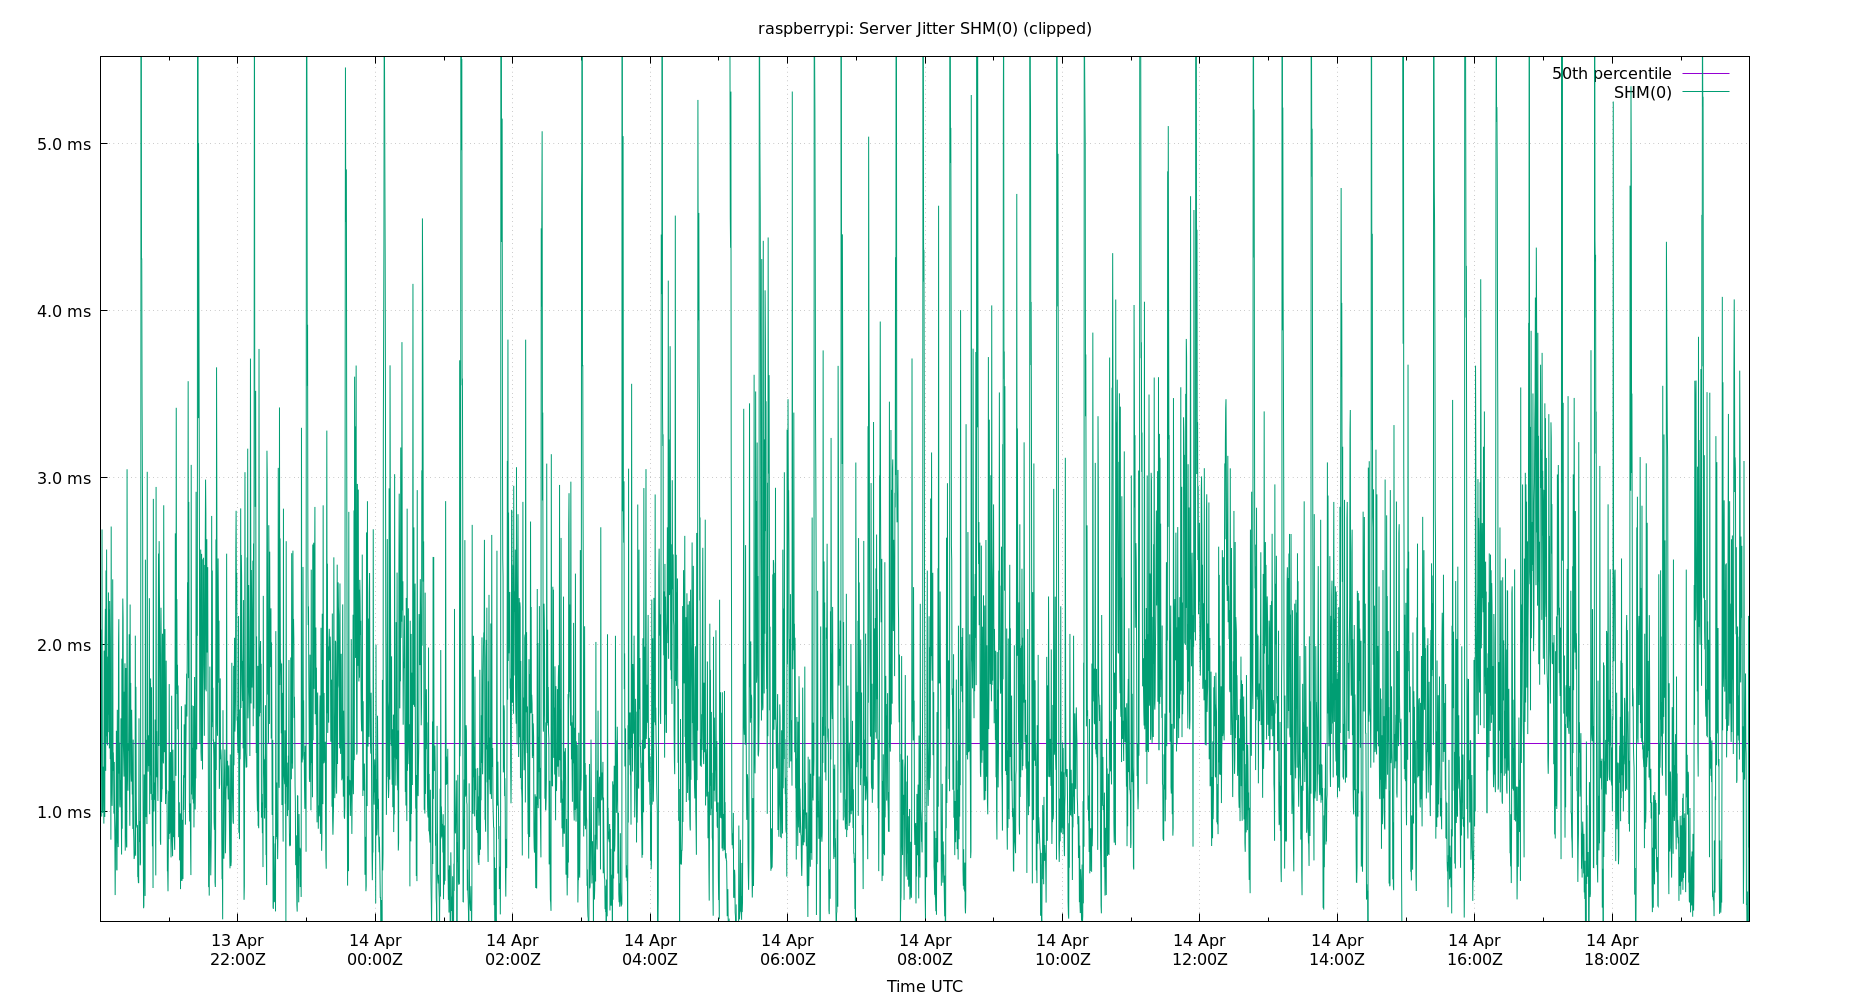 raspberrypi: Server Jitter SHM(0) (clipped)
50th percentile
SHM(0)
5.0 ms
4.0 ms
3.0 ms
2.0 ms
1.0 ms
13 Apr
22:00Z
14 Apr
00:00Z
14 Apr
02:00Z
14 Apr
04:00Z
14 Apr
06:00Z
14 Apr
08:00Z
14 Apr
10:00Z
14 Apr
12:00Z
14 Apr
14:00Z
14 Apr
16:00Z
14 Apr
18:00Z
Time UTC